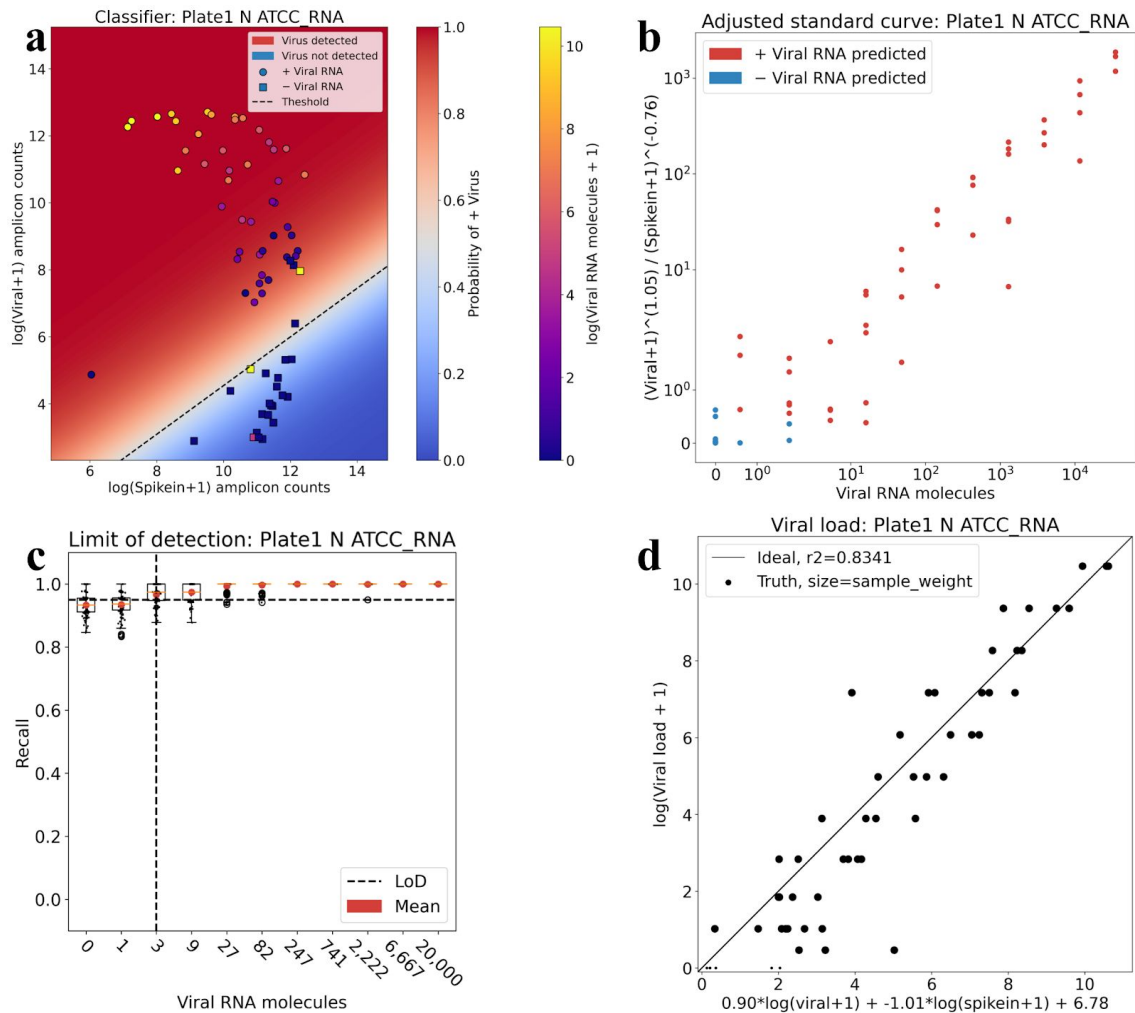 a
Classifier: Plate1 N ATCC_RNA
Virus detected
Virus not detected
+ Viral RNA
− Viral RNA
Theshold
log(Viral+1) amplicon counts
14
12
10
8
6
4
6
8
10
12
14
log(Spikein+1) amplicon counts
1.0
0.8
0.6
0.4
0.2
0.0
Probability of + Virus
10
8
6
4
2
0
log(Viral RNA molecules + 1)
b
Adjusted standard curve: Plate1 N ATCC_RNA
+ Viral RNA predicted
− Viral RNA predicted
(Viral+1)^(1.05) / (Spikein+1)^(-0.76)
10³
10²
10¹
10⁰
0
0
10⁰
10¹
10²
10³
10⁴
Viral RNA molecules
c
Limit of detection: Plate1 N ATCC_RNA
Recall
1.0
1.0
0.9
0.4
0.2
0.0
LoD
Mean
0
1
3
9
27
82
247
741
2,222
6,667
20,000
Viral RNA molecules
d
Viral load: Plate1 N ATCC_RNA
Ideal, r2=0.8341
Truth, size=sample_weight
log(Viral load + 1)
10
8
6
4
2
0
0
2
4
6
8
10
0.90*log(viral+1) + -1.01*log(spikein+1) + 6.78